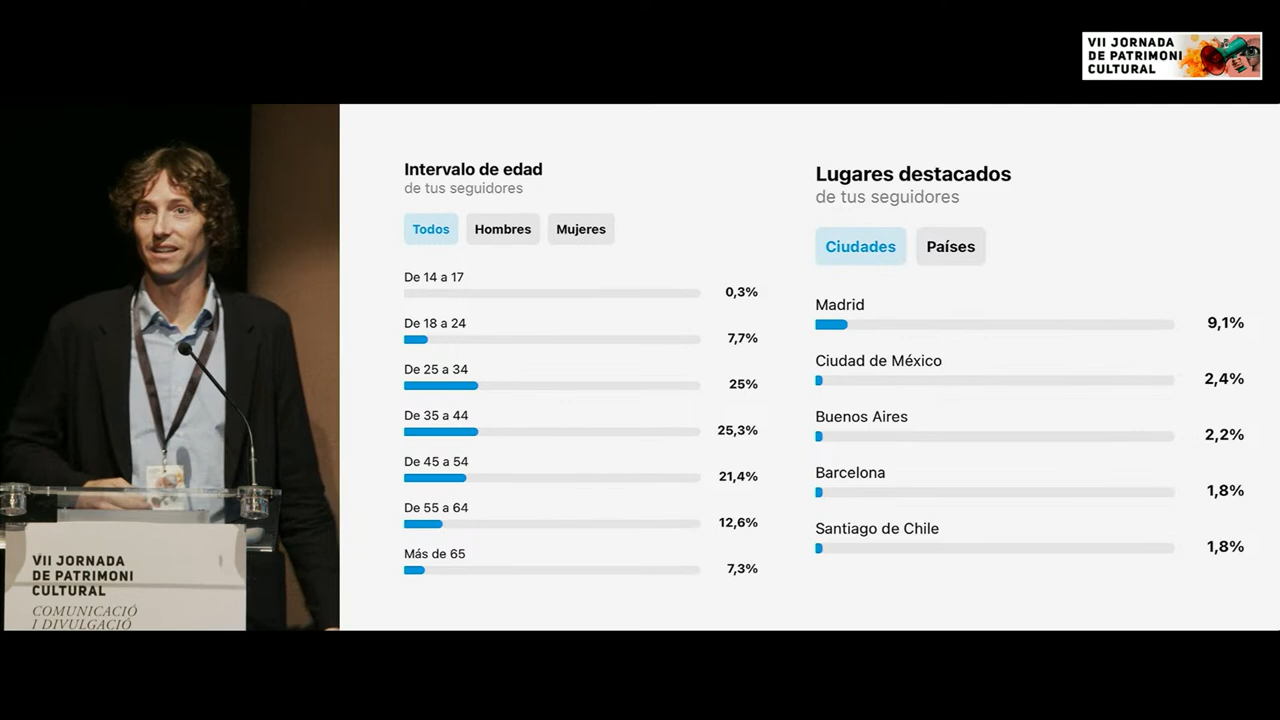 VII JORNADA
DE PATRIMONI
CULTURAL
Intervalo de edad
de tus seguidores
Todos
Hombres
Mujeres
De 14 a 17
0,3%
De 18 a 24
7,7%
De 25 a 34
25%
De 35 a 44
25,3%
De 45 a 54
21,4%
De 55 a 64
12,6%
Más de 65
7,3%
Lugares destacados
de tus seguidores
Ciudades
Países
Madrid
9,1%
Ciudad de México
2,4%
Buenos Aires
2,2%
Barcelona
1,8%
Santiago de Chile
1,8%
VII JORNADA
DE PATRIMONI
CULTURAL
COMUNICACIÓ
I DIVULGACIÓ